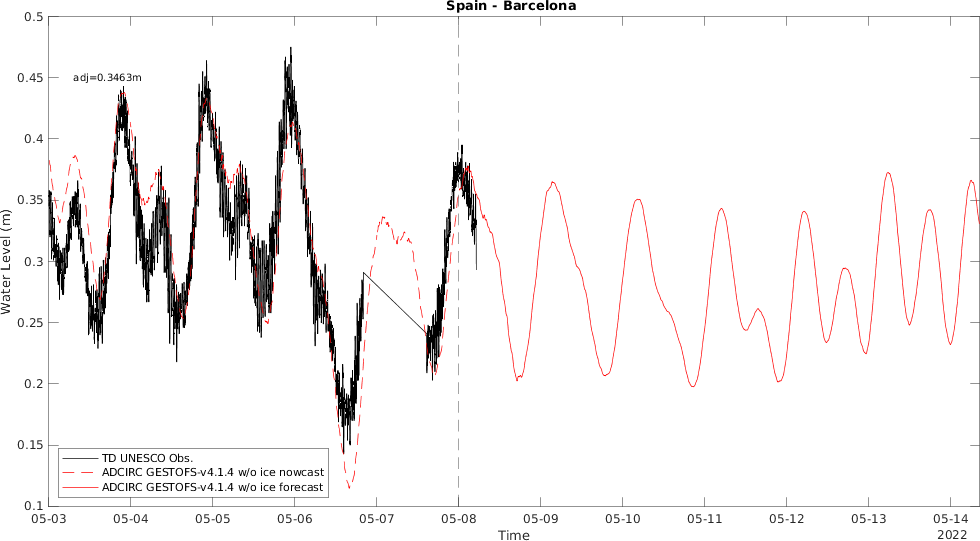 Spain - Barcelona
0.5
0.45
0.4
0.35
0.3
0.25
0.2
0.15
0.1
Water Level (m)
adj=0.3463m
TD UNESCO Obs.
ADCIRC GESTOFS-v4.1.4 w/o ice nowcast
ADCIRC GESTOFS-v4.1.4 w/o ice forecast
05-03 05-04 05-05 05-06 05-07 05-08 05-09 05-10 05-11 05-12 05-13 05-14
Time
2022